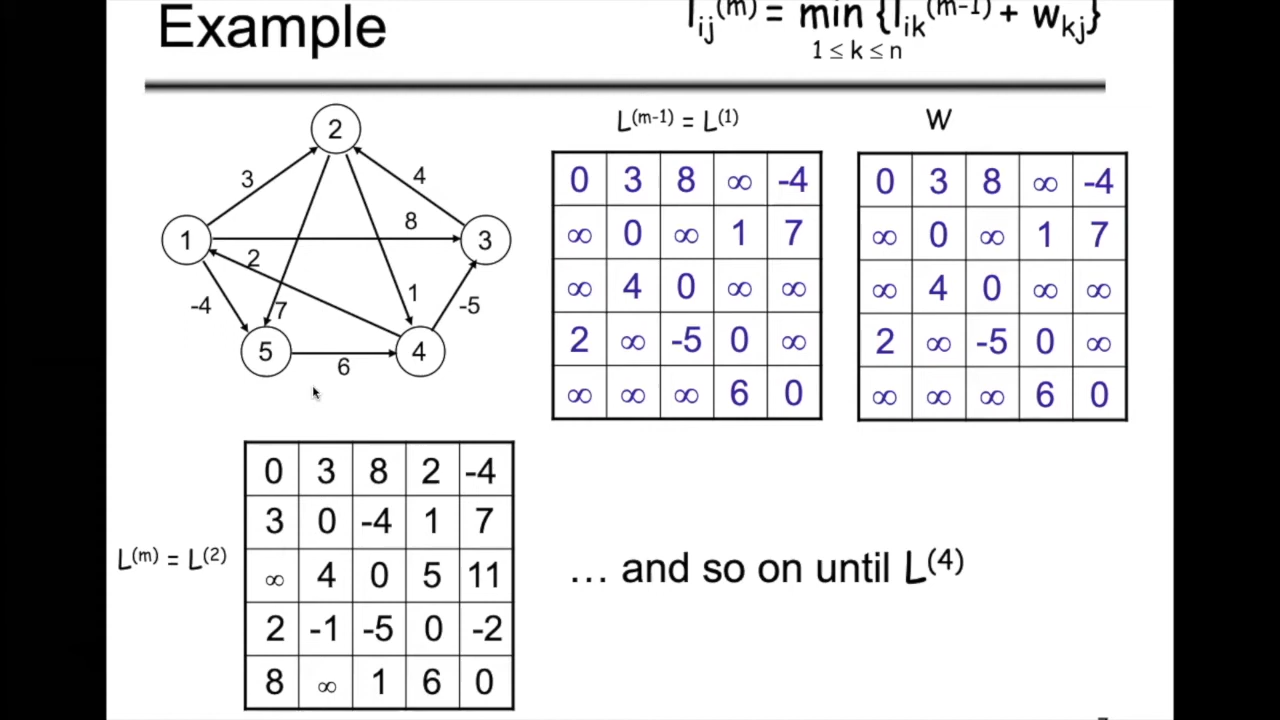 Example
lij(m) = min {lik(m-1) + wkj}
1 ≤ k ≤ n
L(m-1) = L(1)
W
2
3
4
8
1
3
2
-4
7
1
-5
5
4
6
0 3 8 ∞ -4
∞ 0 ∞ 1 7
∞ 4 0 ∞ ∞
2 ∞ -5 0 ∞
∞ ∞ ∞ 6 0
0 3 8 ∞ -4
∞ 0 ∞ 1 7
∞ 4 0 ∞ ∞
2 ∞ -5 0 ∞
∞ ∞ ∞ 6 0
L(m) = L(2)
0 3 8 2 -4
3 0 -4 1 7
∞ 4 0 5 11
2 -1 -5 0 -2
8 ∞ 1 6 0
… and so on until L(4)